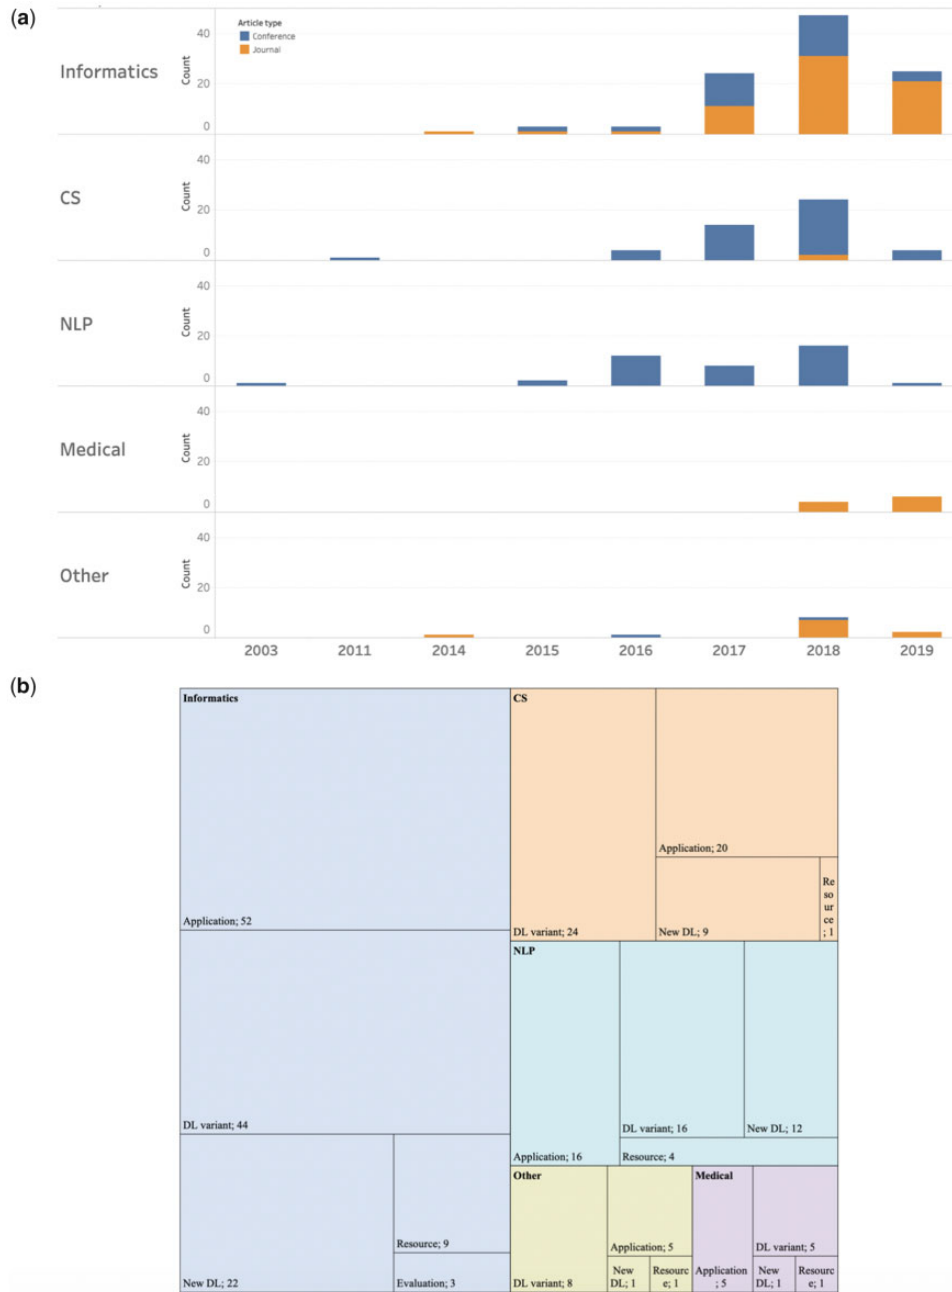 (a)
Article type
Conference
Journal
Informatics
Count
40
20
0
CS
Count
40
20
0
NLP
Count
40
20
0
Medical
Count
40
20
0
Other
Count
40
20
0
2003 2011 2014 2015 2016 2017 2018 2019
(b)
Informatics
Application; 52
DL variant; 44
New DL; 22
Resource; 9
Evaluation; 3
CS
DL variant; 24
Application; 20
New DL; 9
Re
so
ur
ce
; 1
NLP
Application; 16
DL variant; 16
New DL; 12
Resource; 4
Other
DL variant; 8
Application; 5
New
DL; 1
Resourc
e; 1
Medical
Application
; 5
DL variant; 5
New
DL; 1
Resourc
e; 1